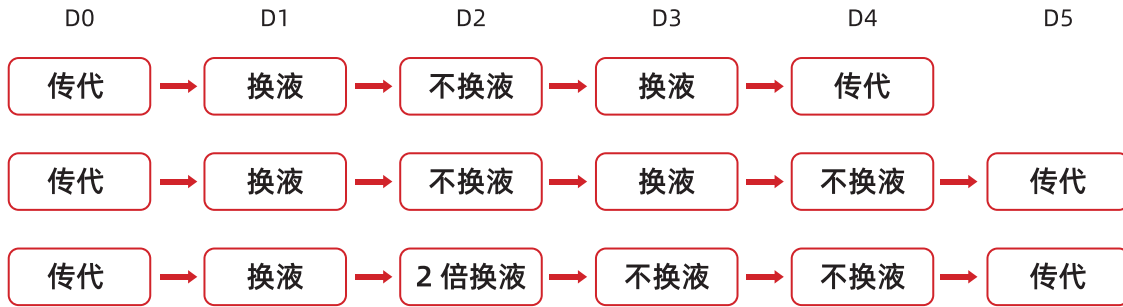 D0 D1 D2 D3 D4 D5
传代 换液 不换液 换液 传代
传代 换液 不换液 换液 不换液 传代
传代 换液 2 倍换液 不换液 不换液 传代